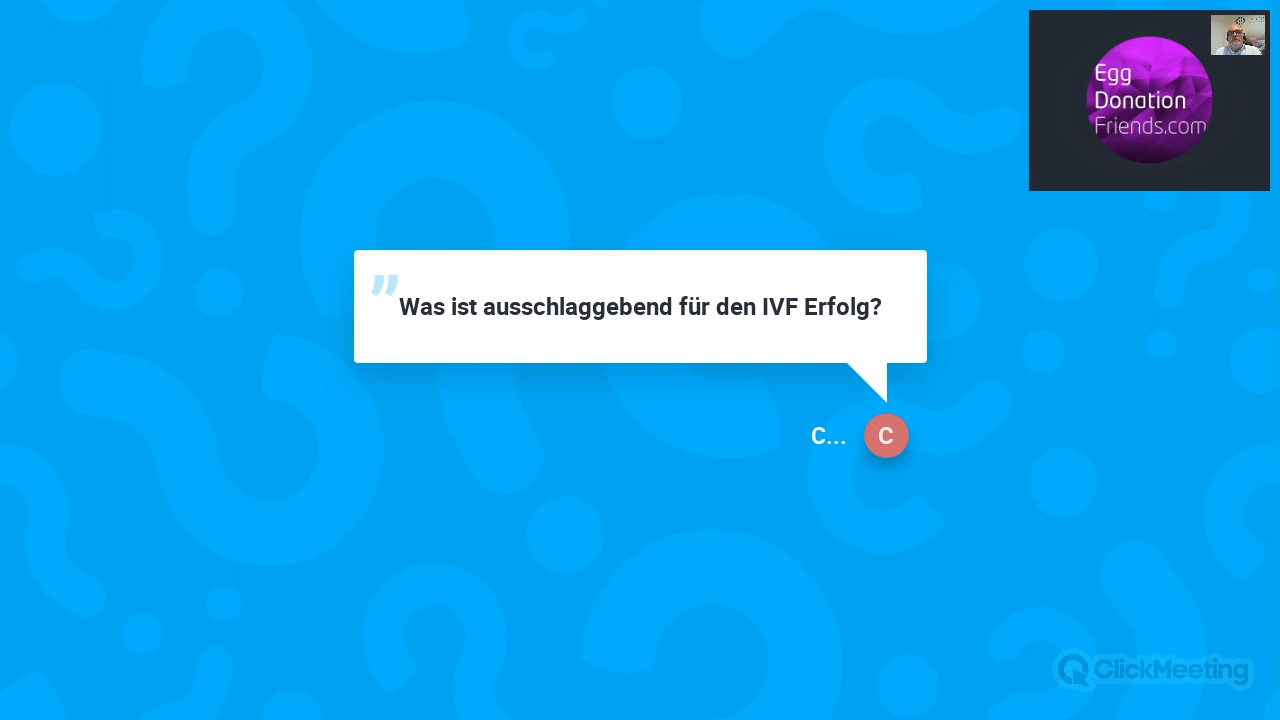 Egg
Donation
Friends.com
” Was ist ausschlaggebend für den IVF Erfolg?
C... C
ClickMeeting